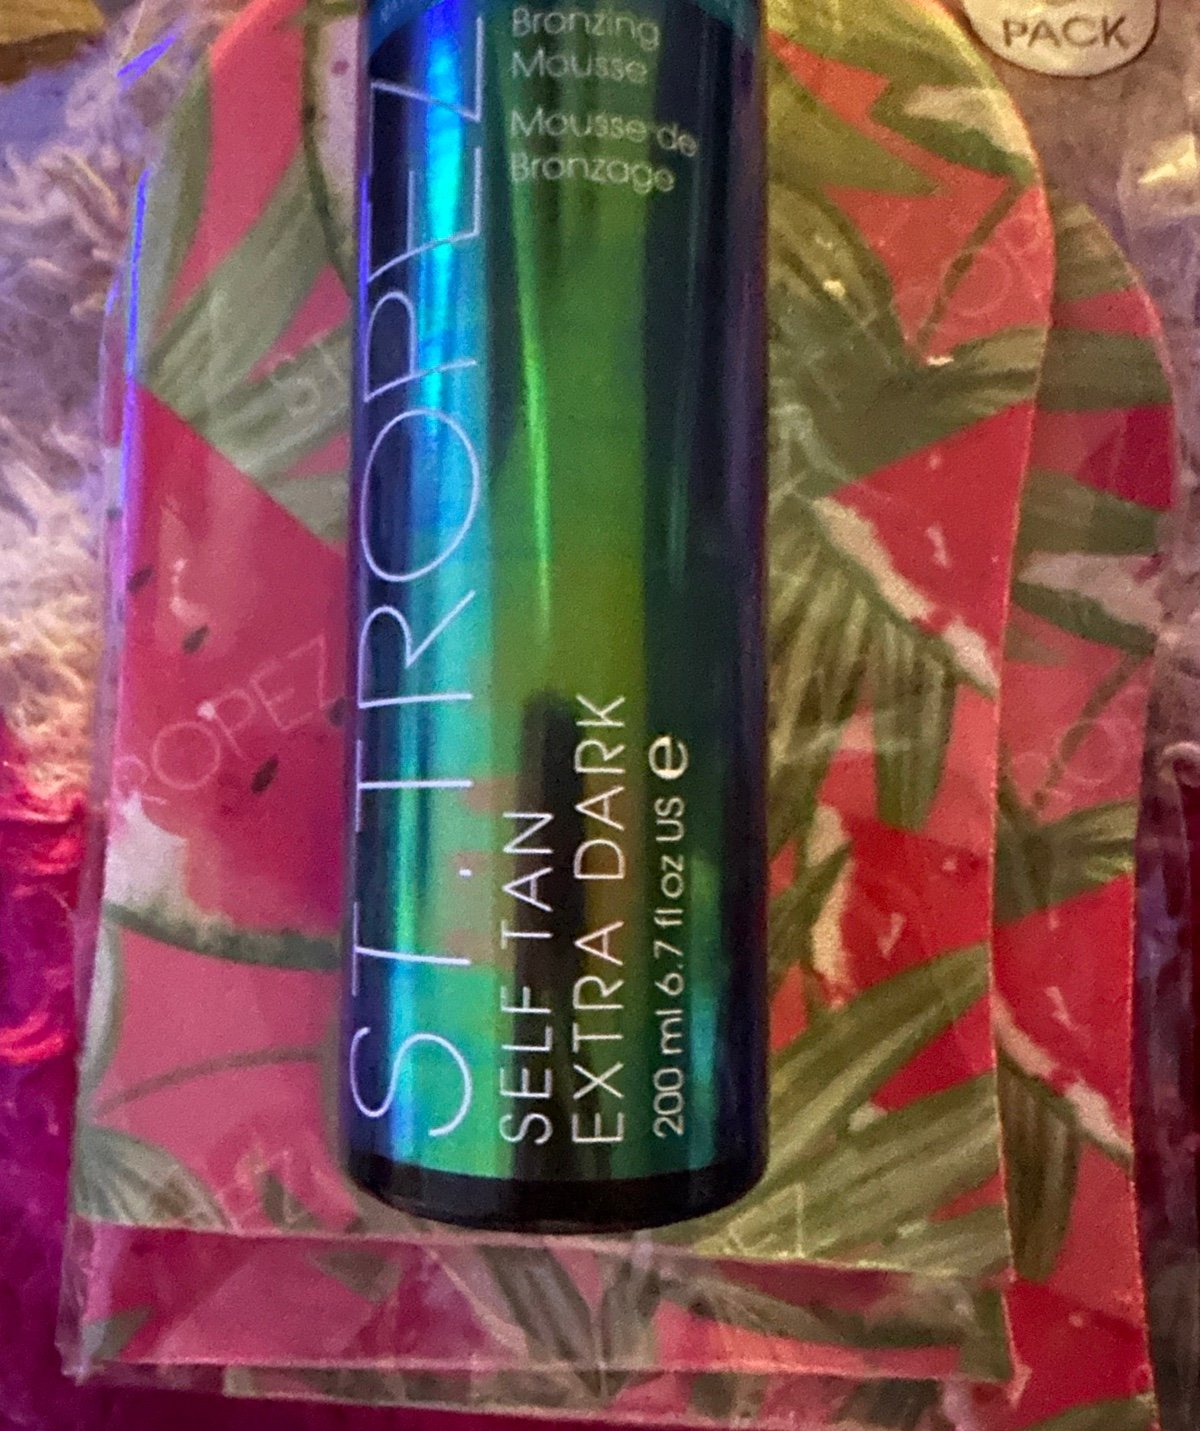 PACK
Bronzing
Mousse
Mousse de
Bronzage
ST. TROPEZ
SELF TAN
EXTRA DARK
200 ml 6.7 fl oz US e
ROPEZ